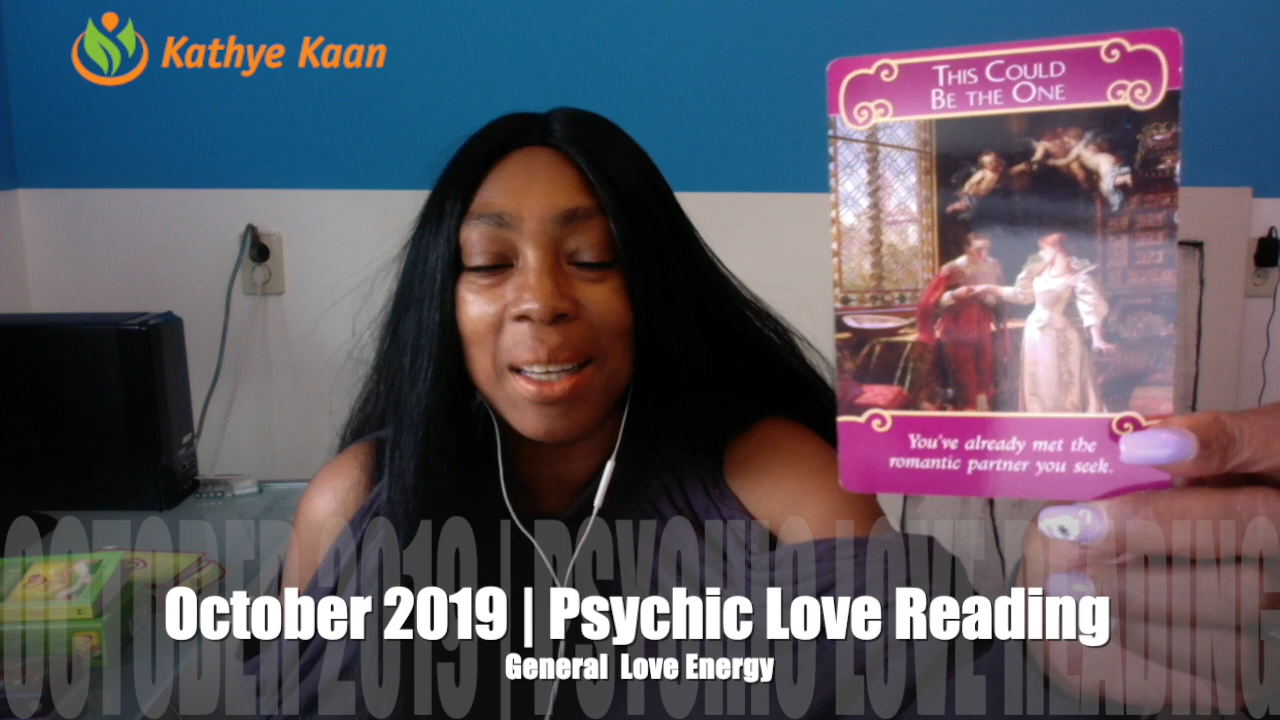 Kathye Kaan
THIS COULD
BE THE ONE
You've already met the
romantic partner you seek.
OCTOBER 2019 | PSYCHIC LOVE READING
October 2019 | Psychic Love Reading
General Love Energy